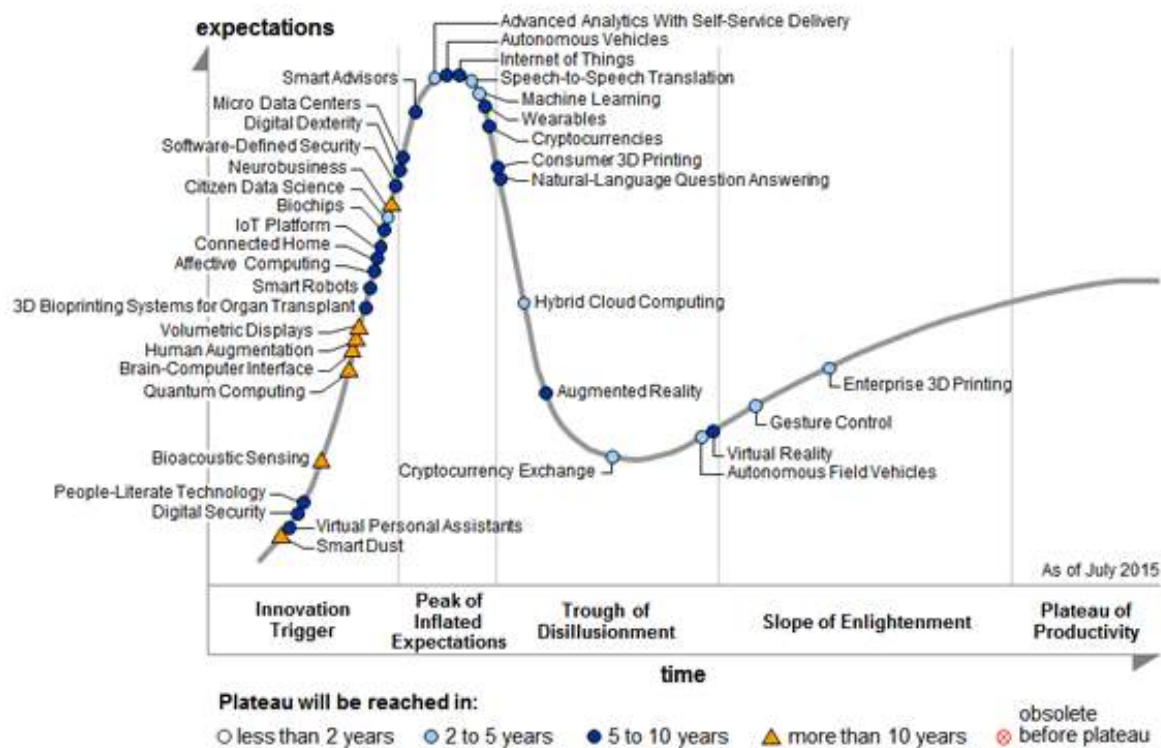 expectations
Advanced Analytics With Self-Service Delivery
Autonomous Vehicles
Internet of Things
Speech-to-Speech Translation
Machine Learning
Wearables
Cryptocurrencies
Consumer 3D Printing
Natural-Language Question Answering
Smart Advisors
Micro Data Centers
Digital Dexterity
Software-Defined Security
Neurobusiness
Citizen Data Science
Biochips
IoT Platform
Connected Home
Affective Computing
Smart Robots
3D Bioprinting Systems for Organ Transplant
Volumetric Displays
Human Augmentation
Brain-Computer Interface
Quantum Computing
Bioacoustic Sensing
People-Literate Technology
Digital Security
Virtual Personal Assistants
Smart Dust
Hybrid Cloud Computing
Augmented Reality
Cryptocurrency Exchange
Enterprise 3D Printing
Gesture Control
Virtual Reality
Autonomous Field Vehicles
As of July 2015
Innovation
Trigger
Peak of
Inflated
Expectations
Trough of
Disillusionment
Slope of Enlightenment
Plateau of
Productivity
time
Plateau will be reached in:
less than 2 years
2 to 5 years
5 to 10 years
more than 10 years
obsolete
before plateau